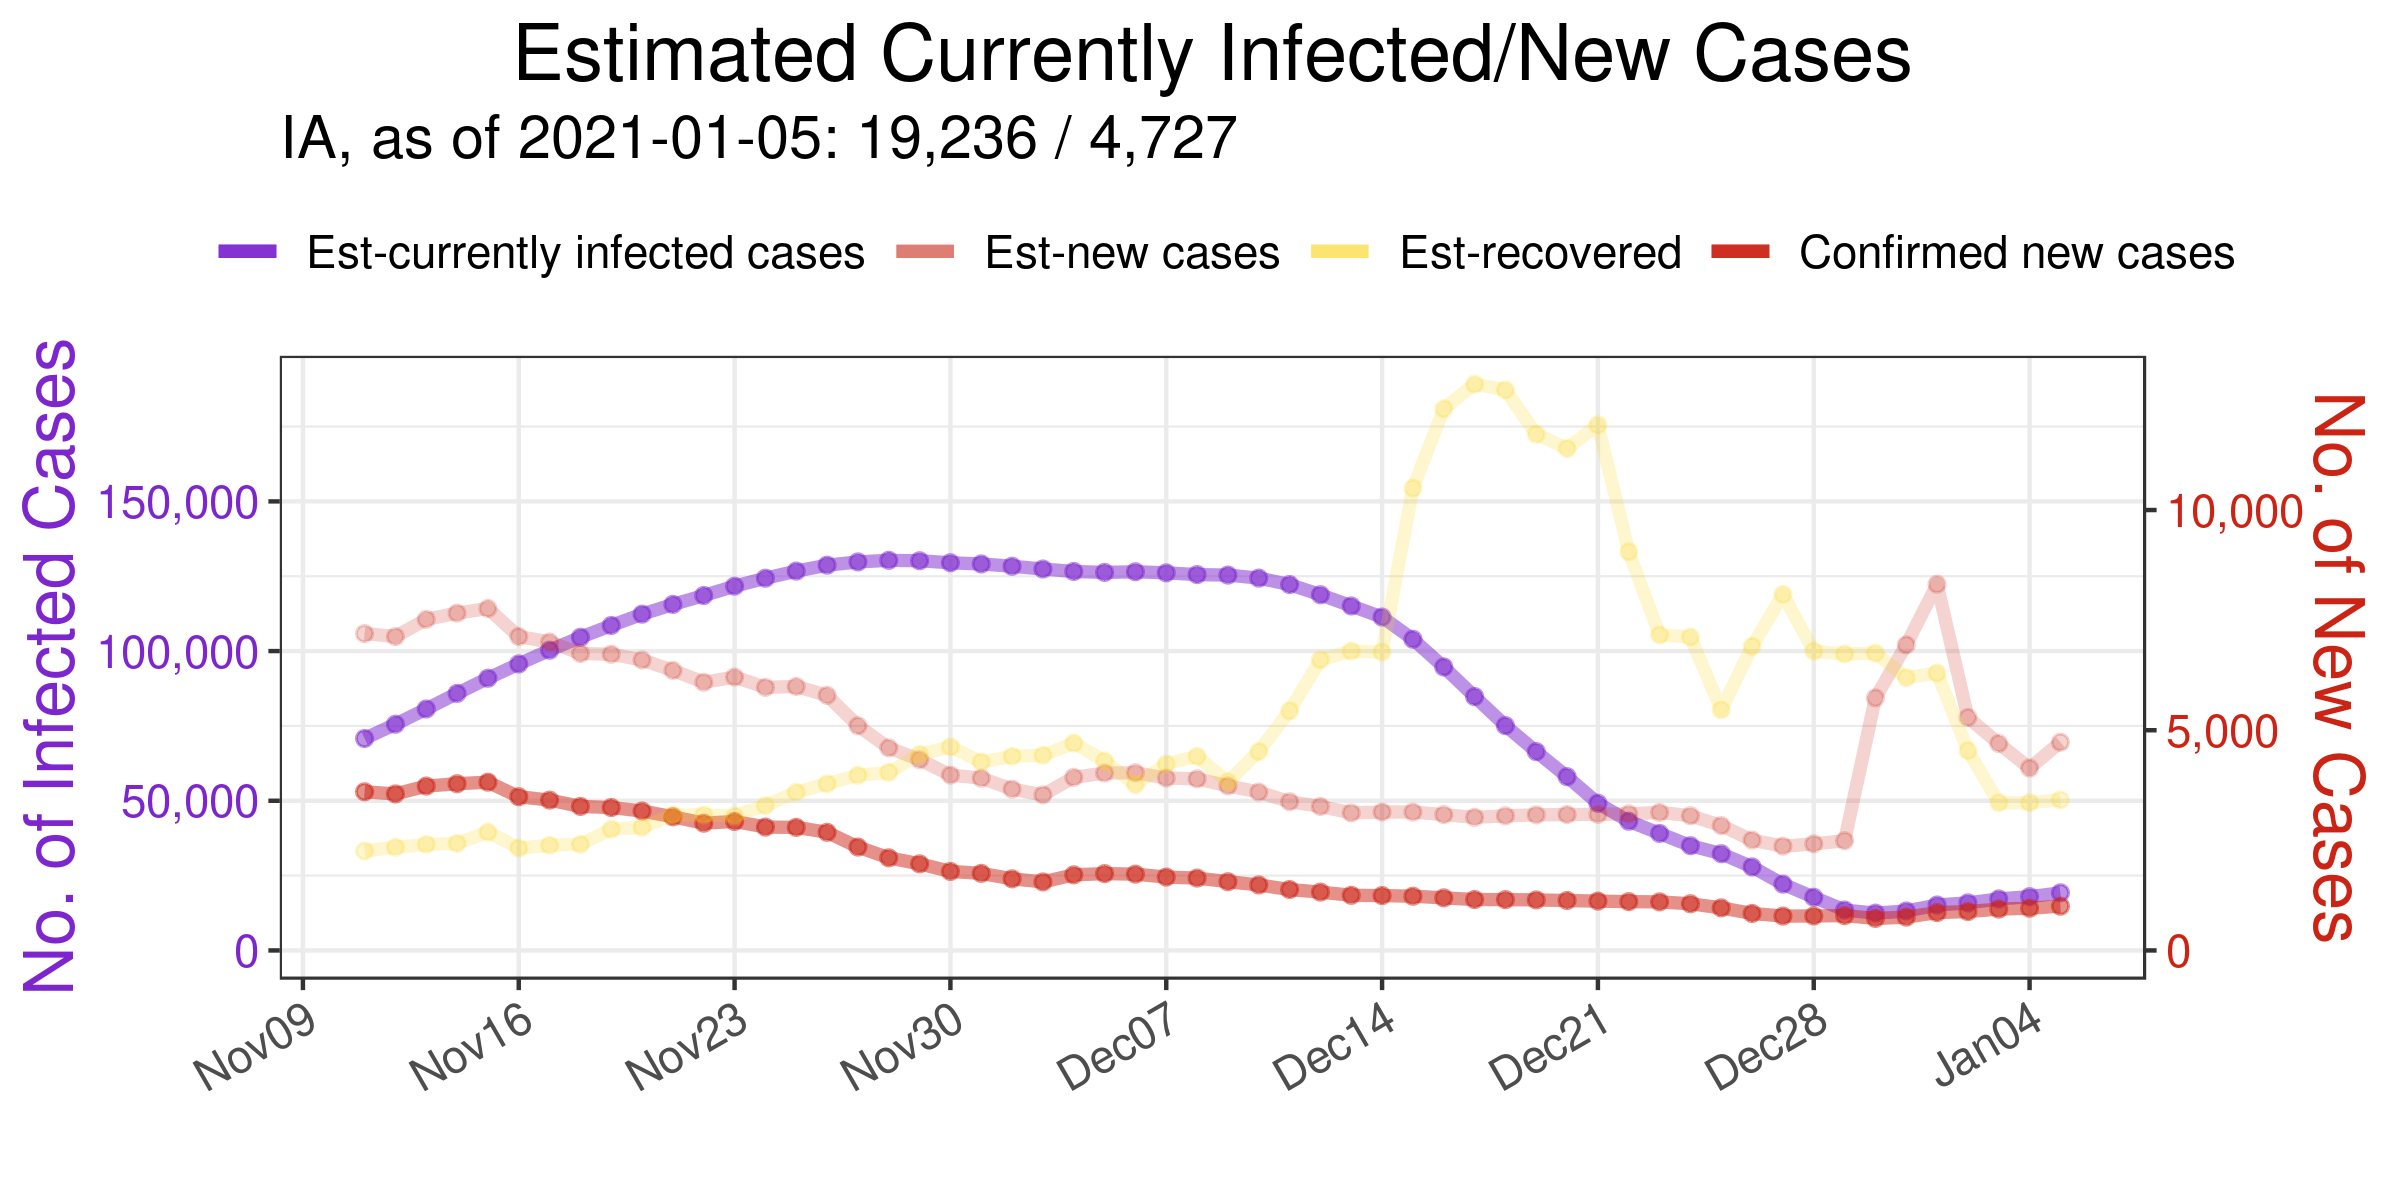 Estimated Currently Infected/New Cases
IA, as of 2021-01-05: 19,236 / 4,727
Est-currently infected cases Est-new cases Est-recovered Confirmed new cases
No. of Infected Cases
150,000
100,000
50,000
0
10,000
5,000
0
No. of New Cases
Nov09 Nov16 Nov23 Nov30 Dec07 Dec14 Dec21 Dec28 Jan04